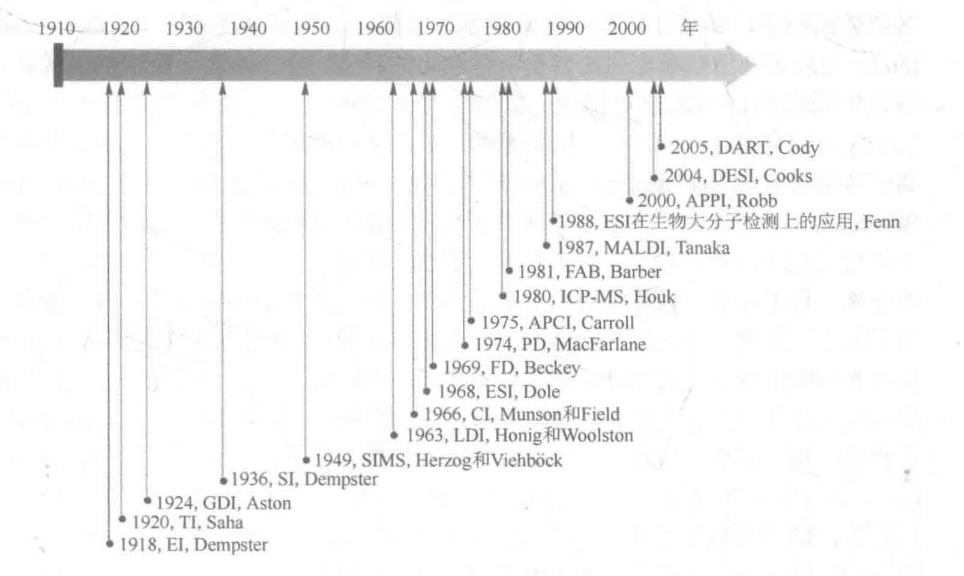 1910 1920 1930 1940 1950 1960 1970 1980 1990 2000 年
2005, DART, Cody
2004, DESI, Cooks
2000, APPI, Robb
1988, ESI在生物大分子检测上的应用, Fenn
1987, MALDI, Tanaka
1981, FAB, Barber
1980, ICP-MS, Houk
1975, APCI, Carroll
1974, PD, MacFarlane
1969, FD, Beckey
1968, ESI, Dole
1966, CI, Munson和Field
1963, LDI, Honig和Woolston
1949, SIMS, Herzog和Viehböck
1936, SI, Dempster
1924, GDI, Aston
1920, TI, Saha
1918, EI, Dempster